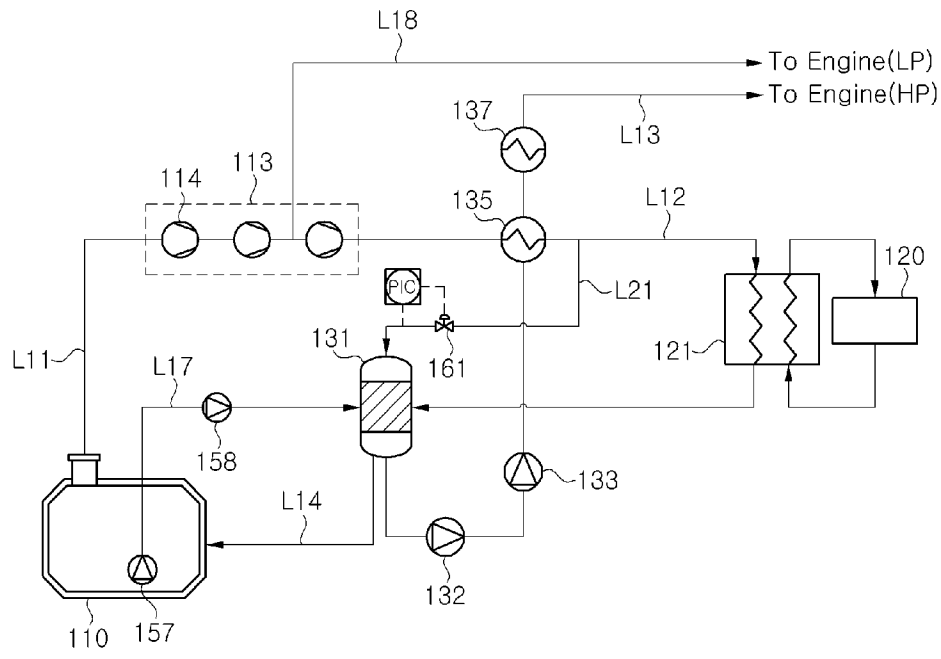 L18
To Engine(LP)
To Engine(HP)
137
L13
113
114
135
L12
PIC
L21
120
131
161
121
L11
L17
158
133
L14
132
157
110